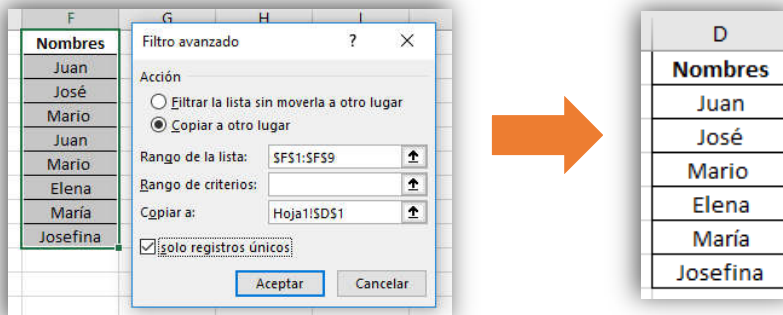 F G H I
Nombres
Juan
José
Mario
Juan
Mario
Elena
María
Josefina
Filtro avanzado ? ×
Acción
Filtrar la lista sin moverla a otro lugar
Copiar a otro lugar
Rango de la lista: $F$1:$F$9
Rango de criterios:
Copiar a: Hoja1!$D$1
solo registros únicos
Aceptar Cancelar
D
Nombres
Juan
José
Mario
Elena
María
Josefina